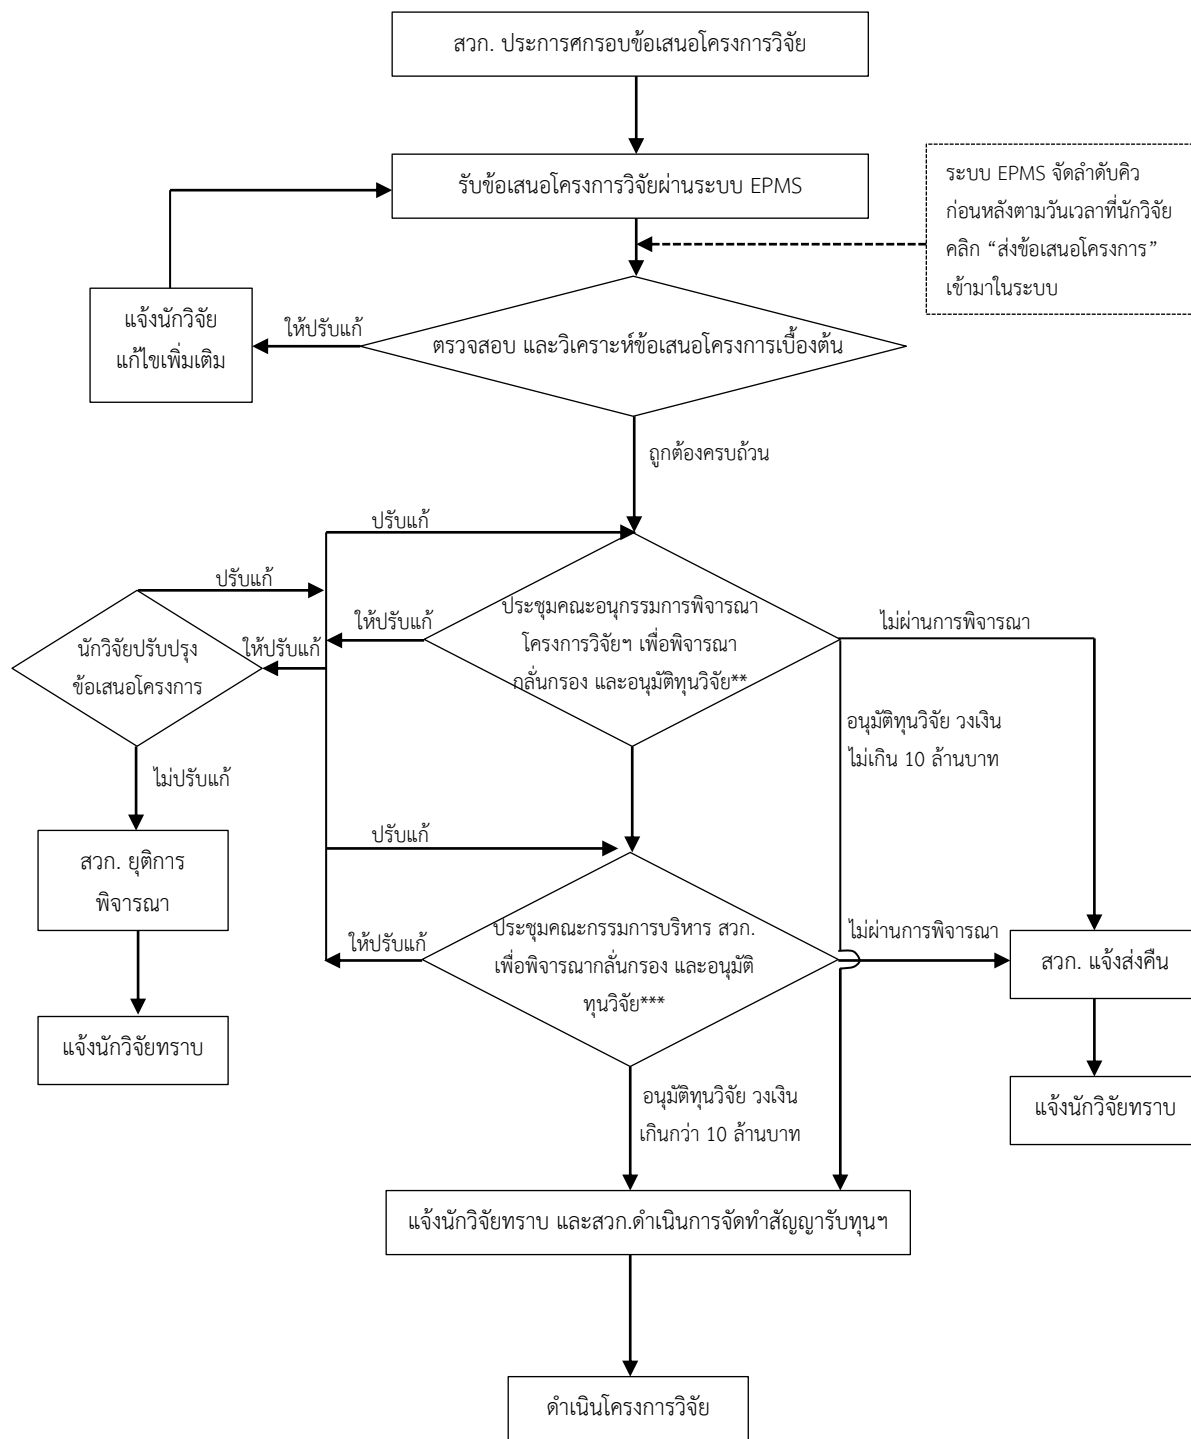 สวก. ประการศกรอบข้อเสนอโครงการวิจัย
รับข้อเสนอโครงการวิจัยผ่านระบบ EPMS
ระบบ EPMS จัดลำดับคิว
ก่อนหลังตามวันเวลาที่นักวิจัย
คลิก “ส่งข้อเสนอโครงการ”
เข้ามาในระบบ
แจ้งนักวิจัย
แก้ไขเพิ่มเติม
ให้ปรับแก้
ตรวจสอบ และวิเคราะห์ข้อเสนอโครงการเบื้องต้น
ถูกต้องครบถ้วน
ปรับแก้
ปรับแก้
ให้ปรับแก้
ประชุมคณะอนุกรรมการพิจารณา
โครงการวิจัยฯ เพื่อพิจารณา
กลั่นกรอง และอนุมัติทุนวิจัย**
ไม่ผ่านการพิจารณา
นักวิจัยปรับปรุง
ข้อเสนอโครงการ
ให้ปรับแก้
อนุมัติทุนวิจัย วงเงิน
ไม่เกิน 10 ล้านบาท
ไม่ปรับแก้
ปรับแก้
สวก. ยุติการ
พิจารณา
ให้ปรับแก้
ประชุมคณะกรรมการบริหาร สวก.
เพื่อพิจารณากลั่นกรอง และอนุมัติ
ทุนวิจัย***
ไม่ผ่านการพิจารณา
สวก. แจ้งส่งคืน
แจ้งนักวิจัยทราบ
อนุมัติทุนวิจัย วงเงิน
เกินกว่า 10 ล้านบาท
แจ้งนักวิจัยทราบ
แจ้งนักวิจัยทราบ และสวก.ดำเนินการจัดทำสัญญารับทุนฯ
ดำเนินโครงการวิจัย